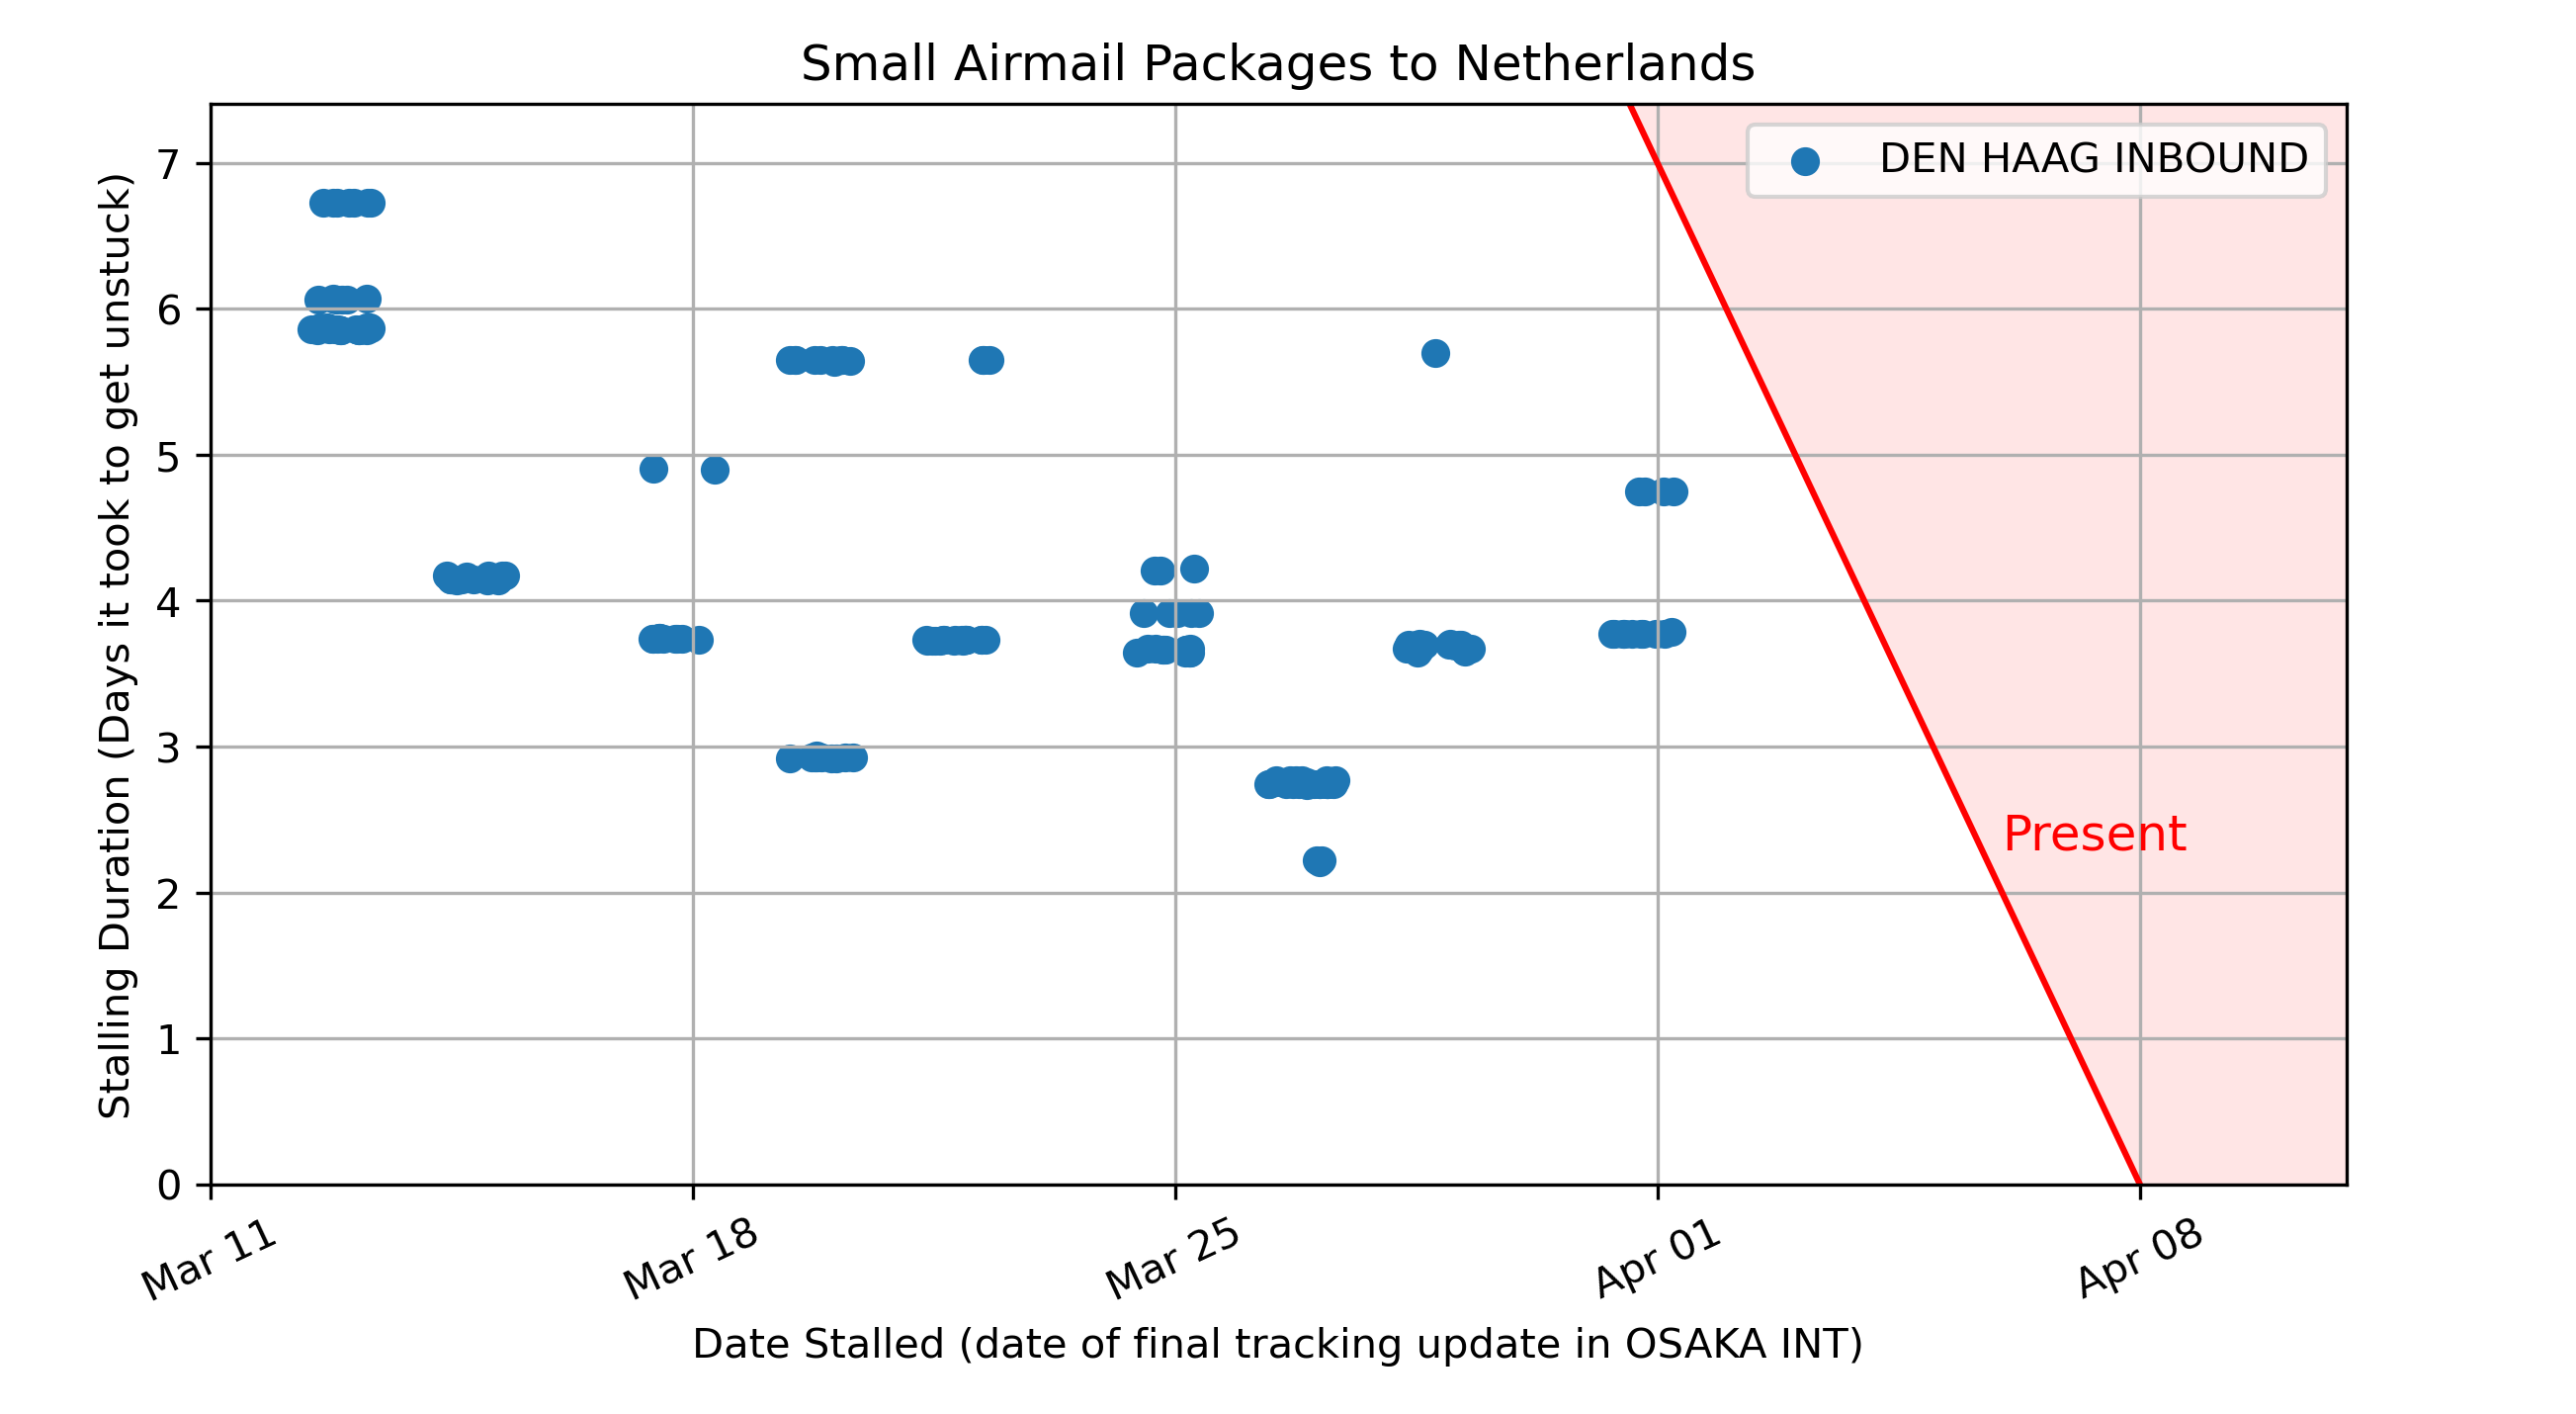 Small Airmail Packages to Netherlands
DEN HAAG INBOUND
Stalling Duration (Days it took to get unstuck)
7
6
5
4
3
2
1
0
Present
Mar 11
Mar 18
Mar 25
Apr 01
Apr 08
Date Stalled (date of final tracking update in OSAKA INT)